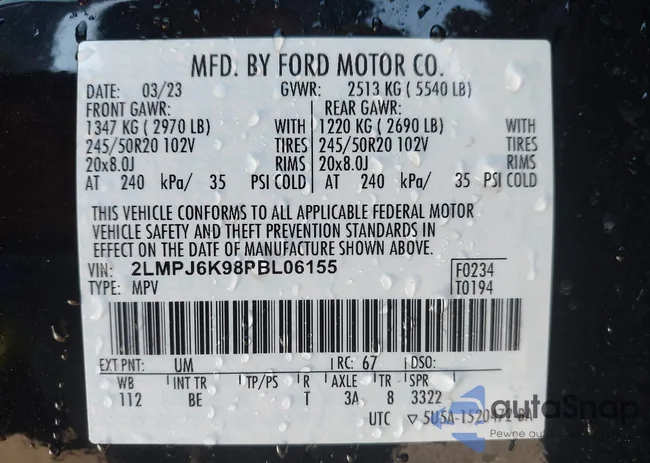 MFD. BY FORD MOTOR CO.
DATE: 03/23 GVWR: 2513 KG ( 5540 LB)
FRONT GAWR: REAR GAWR:
1347 KG ( 2970 LB) WITH 1220 KG ( 2690 LB) WITH
245/50R20 102V TIRES 245/50R20 102V TIRES
20x8.0J RIMS 20x8.0J RIMS
AT 240 kPa/ 35 PSI COLD AT 240 kPa/ 35 PSI COLD
THIS VEHICLE CONFORMS TO ALL APPLICABLE FEDERAL MOTOR
VEHICLE SAFETY AND THEFT PREVENTION STANDARDS IN
EFFECT ON THE DATE OF MANUFACTURE SHOWN ABOVE.
VIN: 2LMPJ6K98PBL06155 F0234
TYPE: MPV T0194
EXT PNT: UM RC: 67 DSO:
WB INT TR TP/PS R AXLE TR SPR
112 BE T 3A 8 3322
UTC ▽ 5U5A-1520472-BA
autoSnap
Pewne auto